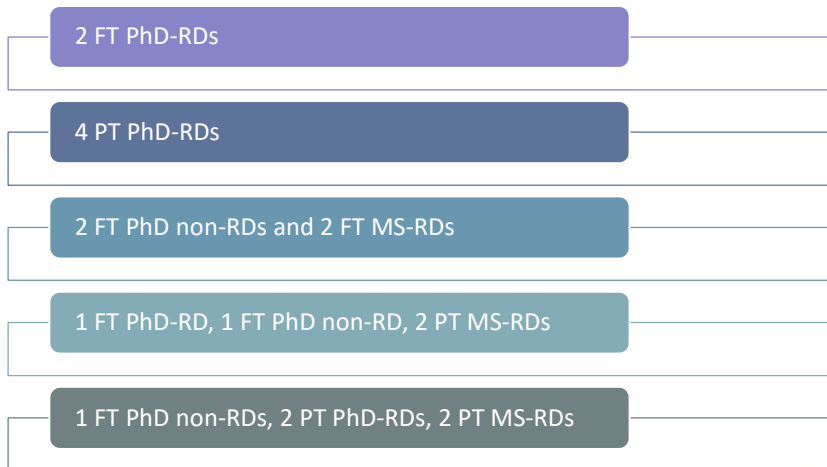 2 FT PhD-RDs
4 PT PhD-RDs
2 FT PhD non-RDs and 2 FT MS-RDs
1 FT PhD-RD, 1 FT PhD non-RD, 2 PT MS-RDs
1 FT PhD non-RDs, 2 PT PhD-RDs, 2 PT MS-RDs